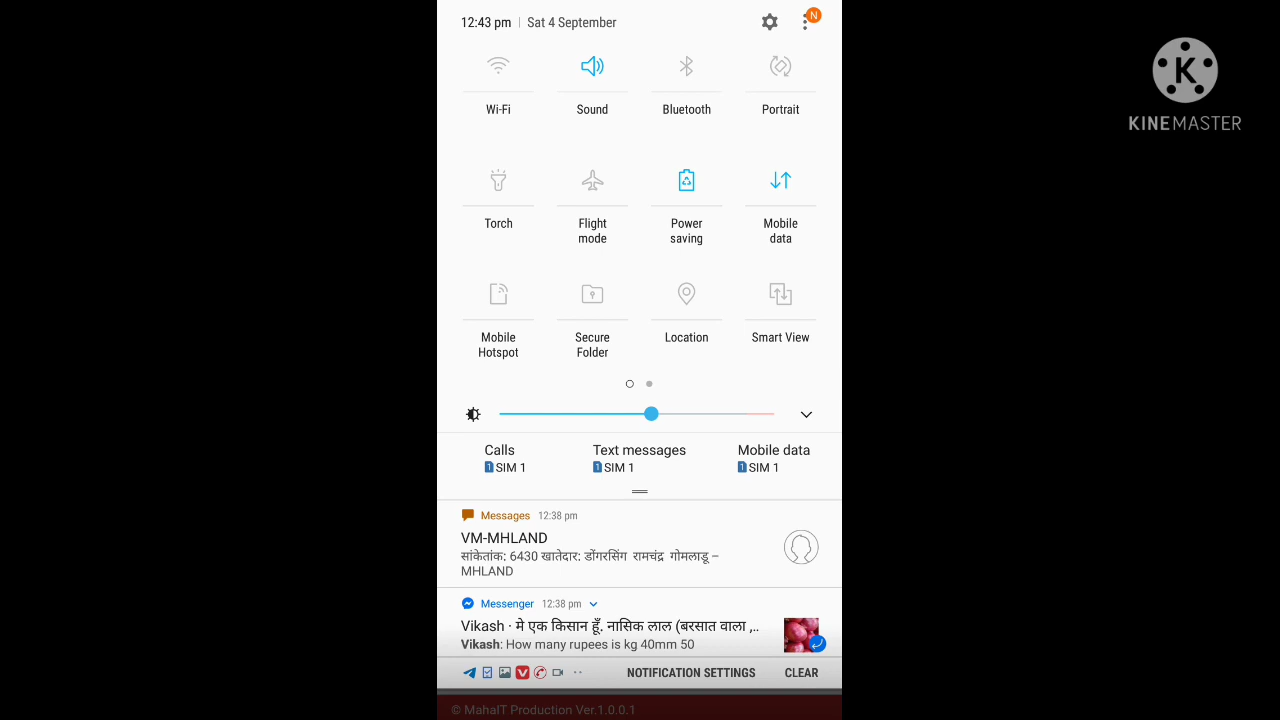 12:43 pm | Sat 4 September
N
Wi-Fi
Sound
Bluetooth
Portrait
Torch
Flight
mode
Power
saving
Mobile
data
Mobile
Hotspot
Secure
Folder
Location
Smart View
Calls
1 SIM 1
Text messages
1 SIM 1
Mobile data
1 SIM 1
Messages 12:38 pm
VM-MHLAND
सांकेतांक: 6430 खातेदार: डोंगरसिंग रामचंद्र गोमलाडू –
MHLAND
Messenger 12:38 pm
Vikash · मे एक किसान हूँ. नासिक लाल (बरसात वाला ,..
Vikash: How many rupees is kg 40mm 50
NOTIFICATION SETTINGS
CLEAR
© MahaIT Production Ver.1.0.0.1
K
KINEMASTER